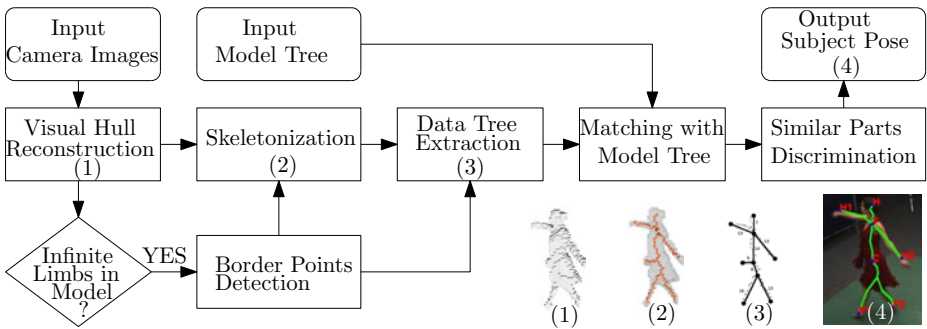 Input
Camera Images
Input
Model Tree
Output
Subject Pose
(4)
Visual Hull
Reconstruction
(1)
Skeletonization
(2)
Data Tree
Extraction
(3)
Matching with
Model Tree
Similar Parts
Discrimination
Infinite
Limbs in
Model
?
YES
Border Points
Detection
(1)
(2)
(3)
H1
H
(4)